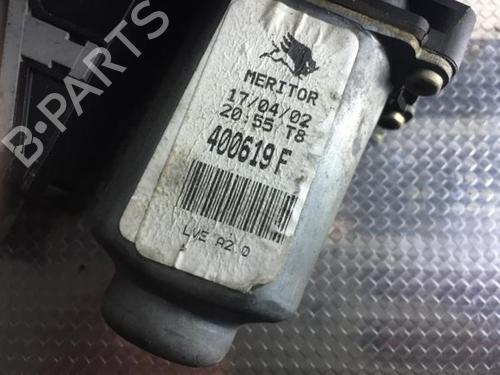 B-PARTS
MERITOR
17/04/02
20:55 T8
400619 F
LVE A2.0